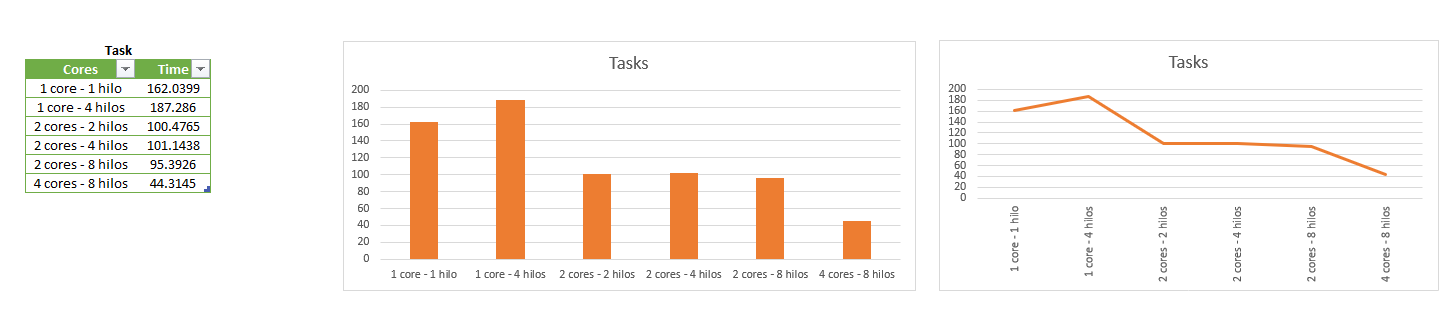 Task
Cores Time
1 core - 1 hilo 162.0399
1 core - 4 hilos 187.286
2 cores - 2 hilos 100.4765
2 cores - 4 hilos 101.1438
2 cores - 8 hilos 95.3926
4 cores - 8 hilos 44.3145
Tasks
200
180
160
140
120
100
80
60
40
20
0
1 core - 1 hilo 1 core - 4 hilos 2 cores - 2 hilos 2 cores - 4 hilos 2 cores - 8 hilos 4 cores - 8 hilos
Tasks
200
180
160
140
120
100
80
60
40
20
0
1 core - 1 hilo
1 core - 4 hilos
2 cores - 2 hilos
2 cores - 4 hilos
2 cores - 8 hilos
4 cores - 8 hilos